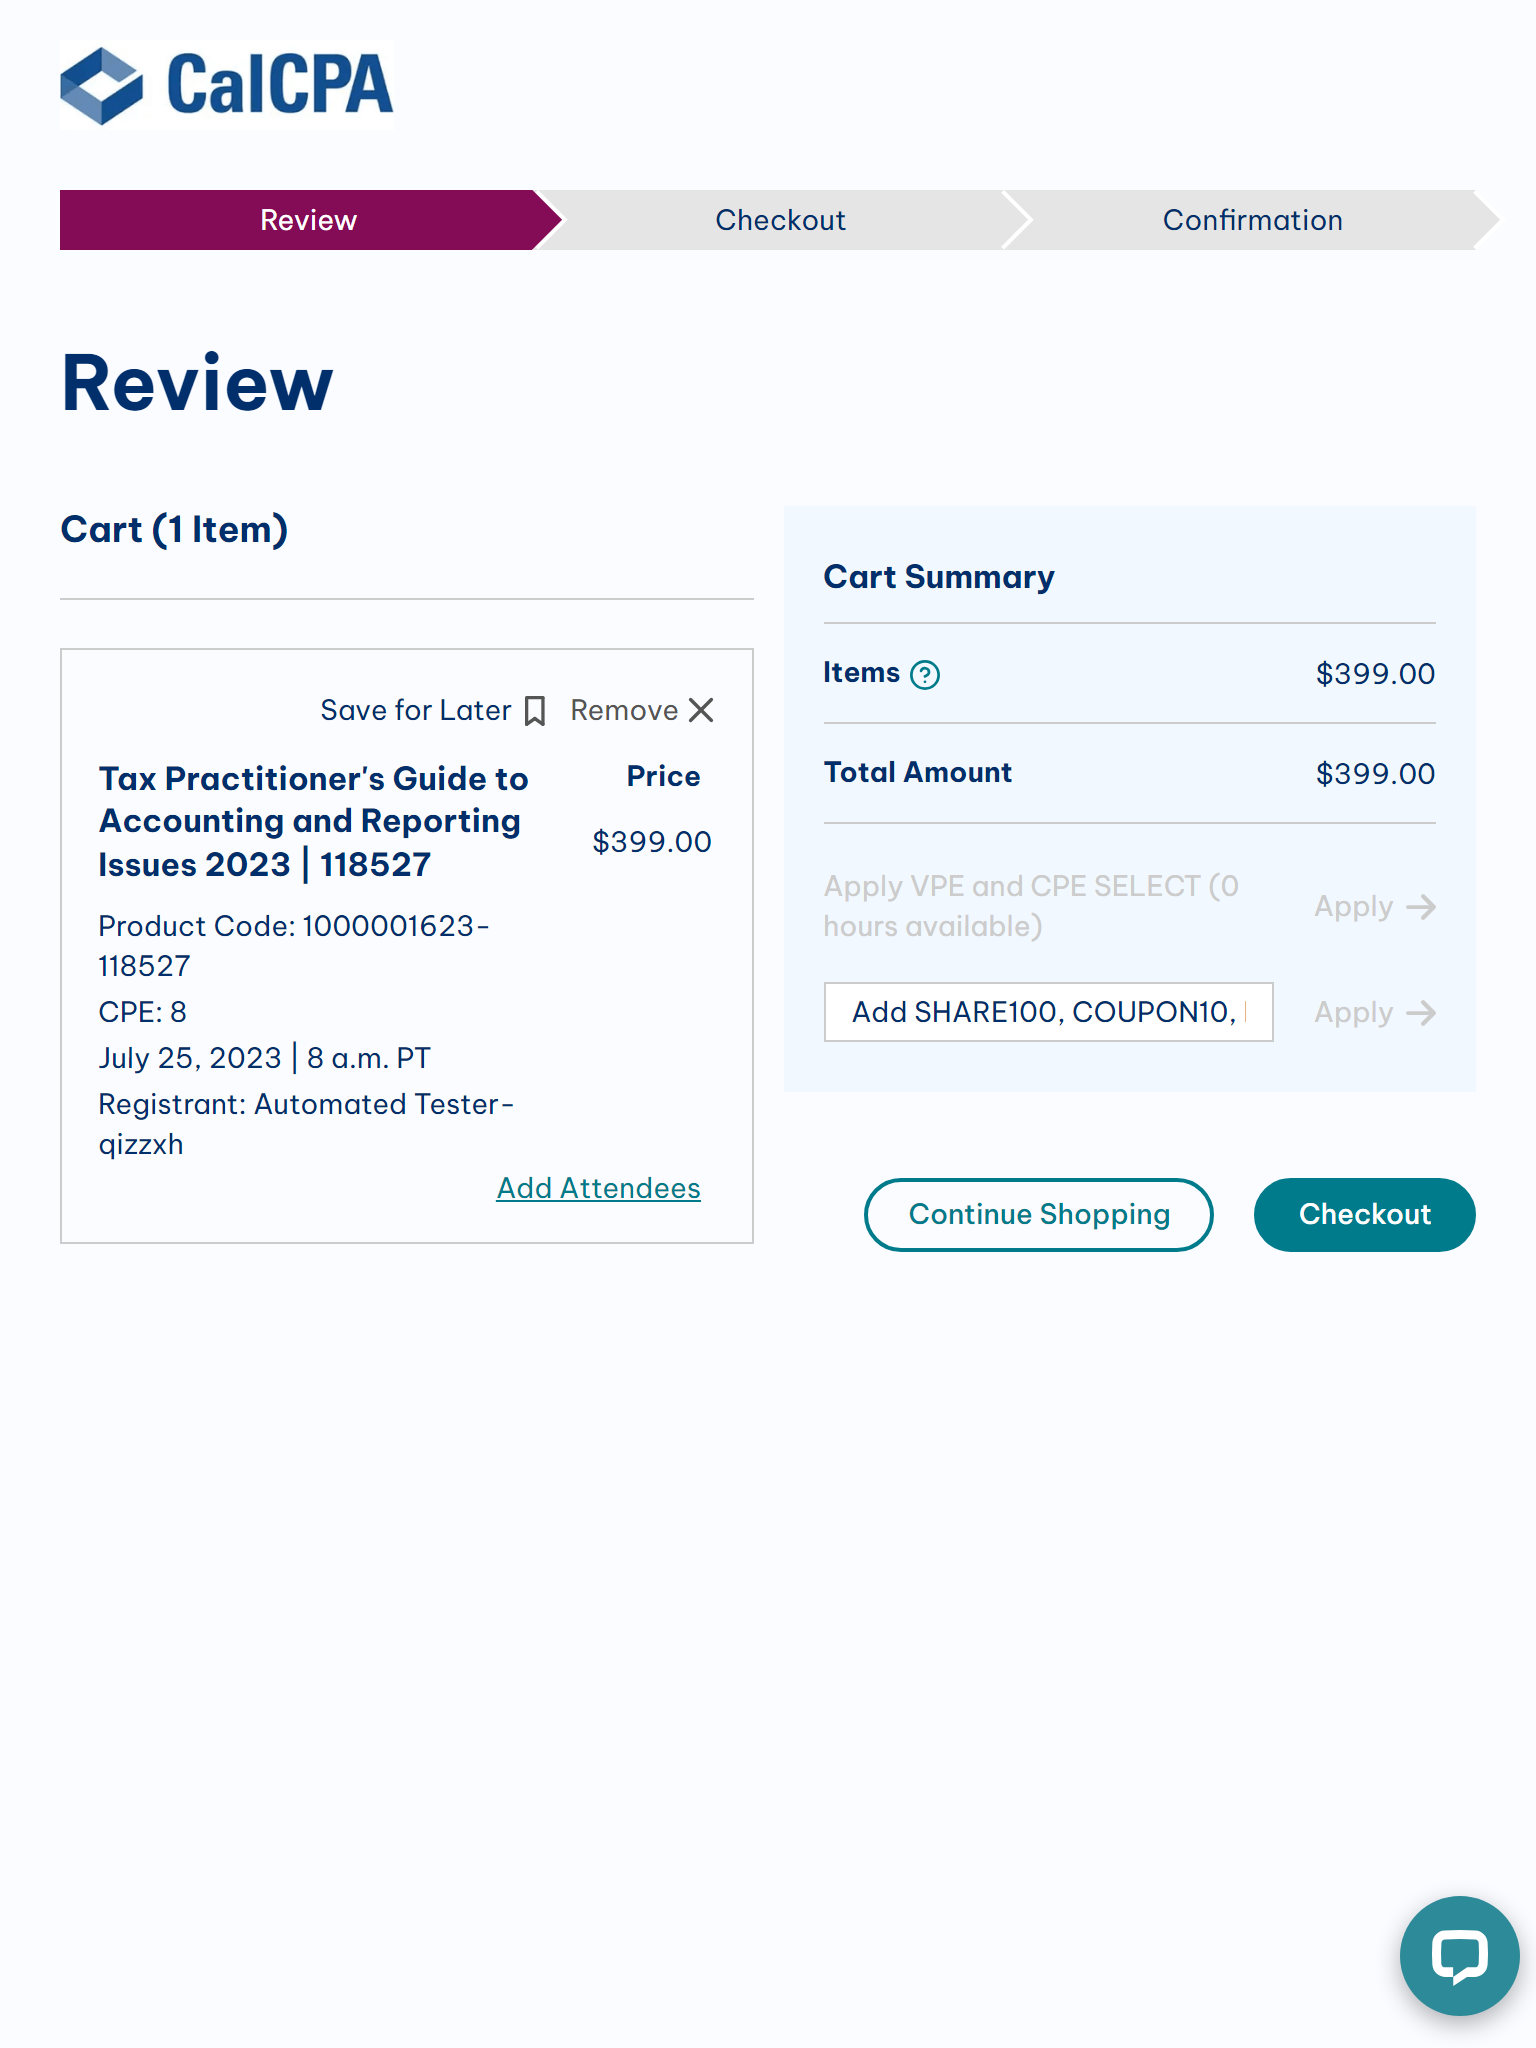 CalCPA
Review
Checkout
Confirmation
Review
Cart (1 Item)
Save for Later
Remove
Tax Practitioner's Guide to
Accounting and Reporting
Issues 2023 | 118527
Price
$399.00
Product Code: 1000001623-
118527
CPE: 8
July 25, 2023 | 8 a.m. PT
Registrant: Automated Tester-
qizzxh
Add Attendees
Cart Summary
Items ?
$399.00
Total Amount
$399.00
Apply VPE and CPE SELECT (0
hours available)
Apply
Add SHARE100, COUPON10,
Apply
Continue Shopping
Checkout